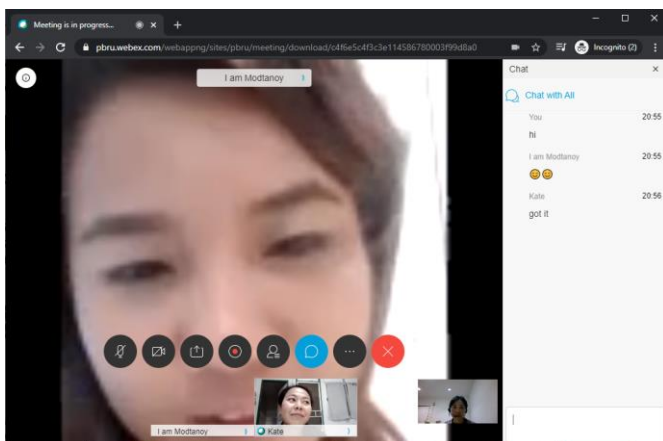 Meeting is in progress...
pbru.webex.com/webappng/sites/pbru/meeting/download/c4f6e5c4f3c3e114586780003f99d8a0
Incognito (2)
I am Modtanoy
Chat
Chat with All
You 20:55
hi
I am Modtanoy 20:55
Kate 20:56
got it
I am Modtanoy
Kate